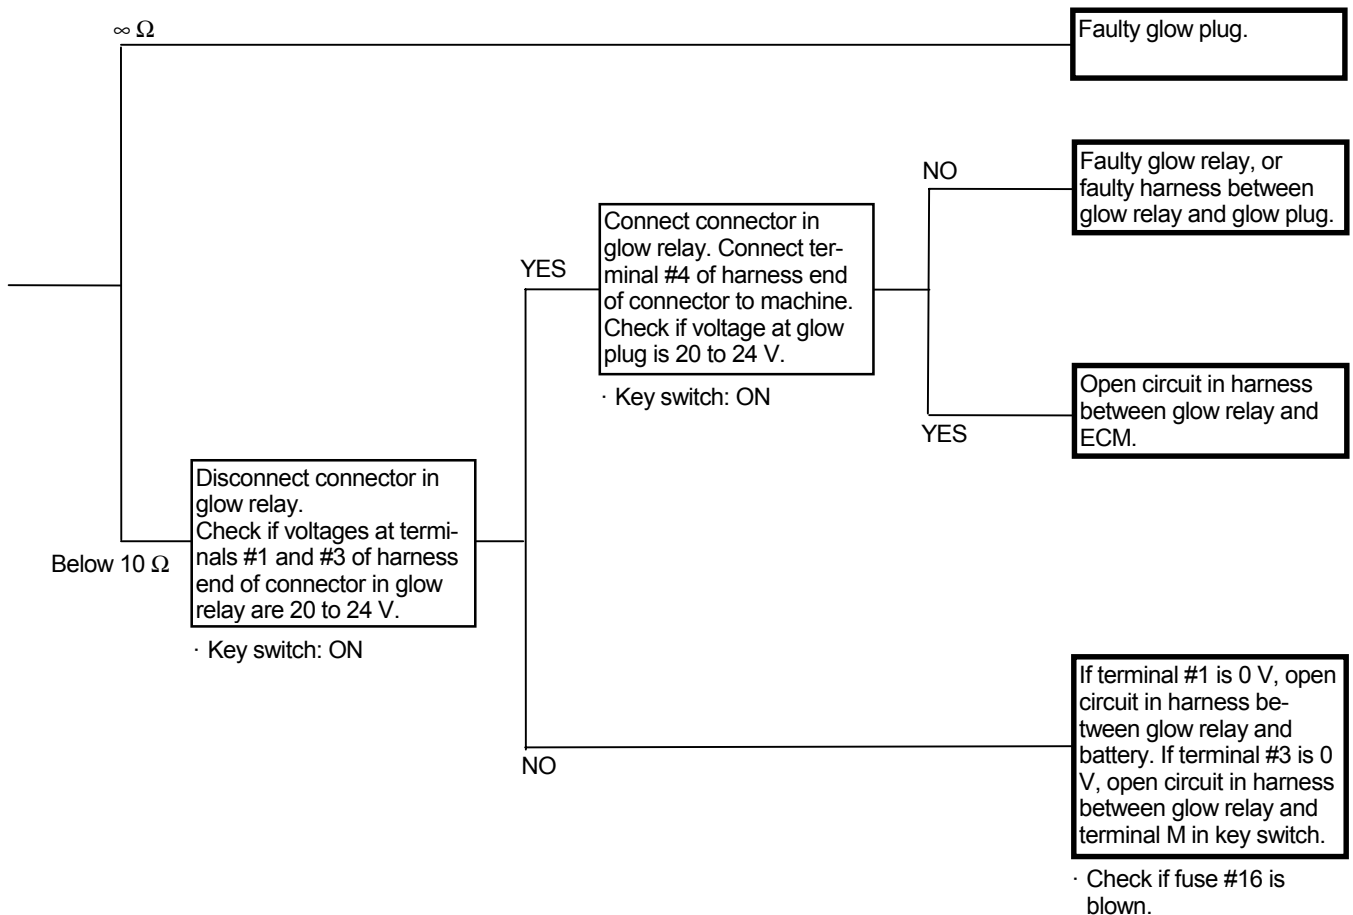 ∞ Ω
Faulty glow plug.
NO
Faulty glow relay, or
faulty harness between
glow relay and glow plug.
YES
Connect connector in
glow relay. Connect ter-
minal #4 of harness end
of connector to machine.
Check if voltage at glow
plug is 20 to 24 V.
· Key switch: ON
YES
Open circuit in harness
between glow relay and
ECM.
Below 10 Ω
Disconnect connector in
glow relay.
Check if voltages at termi-
nals #1 and #3 of harness
end of connector in glow
relay are 20 to 24 V.
· Key switch: ON
NO
If terminal #1 is 0 V, open
circuit in harness be-
tween glow relay and
battery. If terminal #3 is 0
V, open circuit in harness
between glow relay and
terminal M in key switch.
· Check if fuse #16 is
blown.